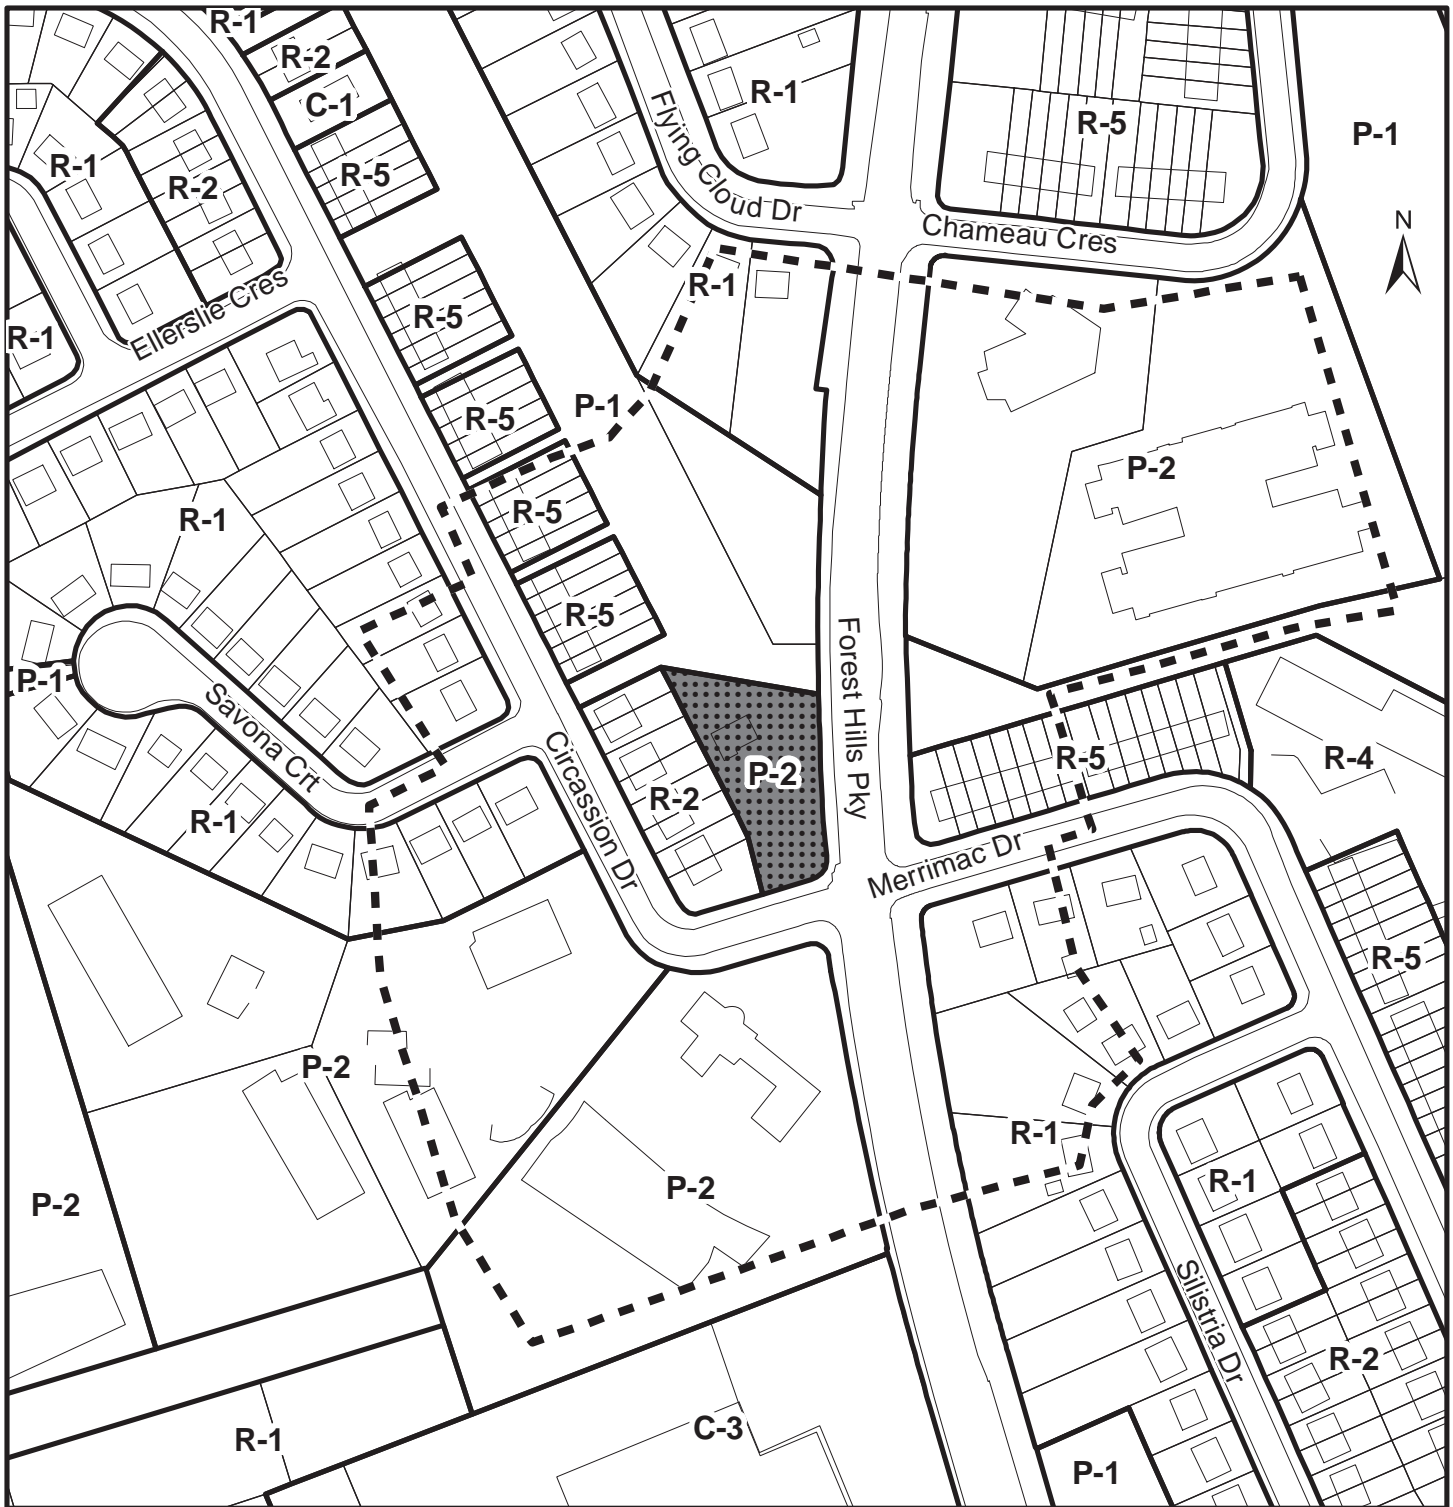 R-1
R-2
C-1
R-1
R-5
P-1
R-1
R-5
R-2
Flying Cloud Dr
Chameau Cres
N
R-1
Ellerslie Cres
R-5
R-1
P-1
R-5
P-2
R-1
R-5
R-5
P-1
Savona Crt
Forest Hills Pky
R-5
R-4
P-2
R-2
Circassion Dr
R-1
Merrimac Dr
R-5
P-2
R-1
P-2
R-1
P-2
Silistria Dr
R-2
C-3
R-1
P-1